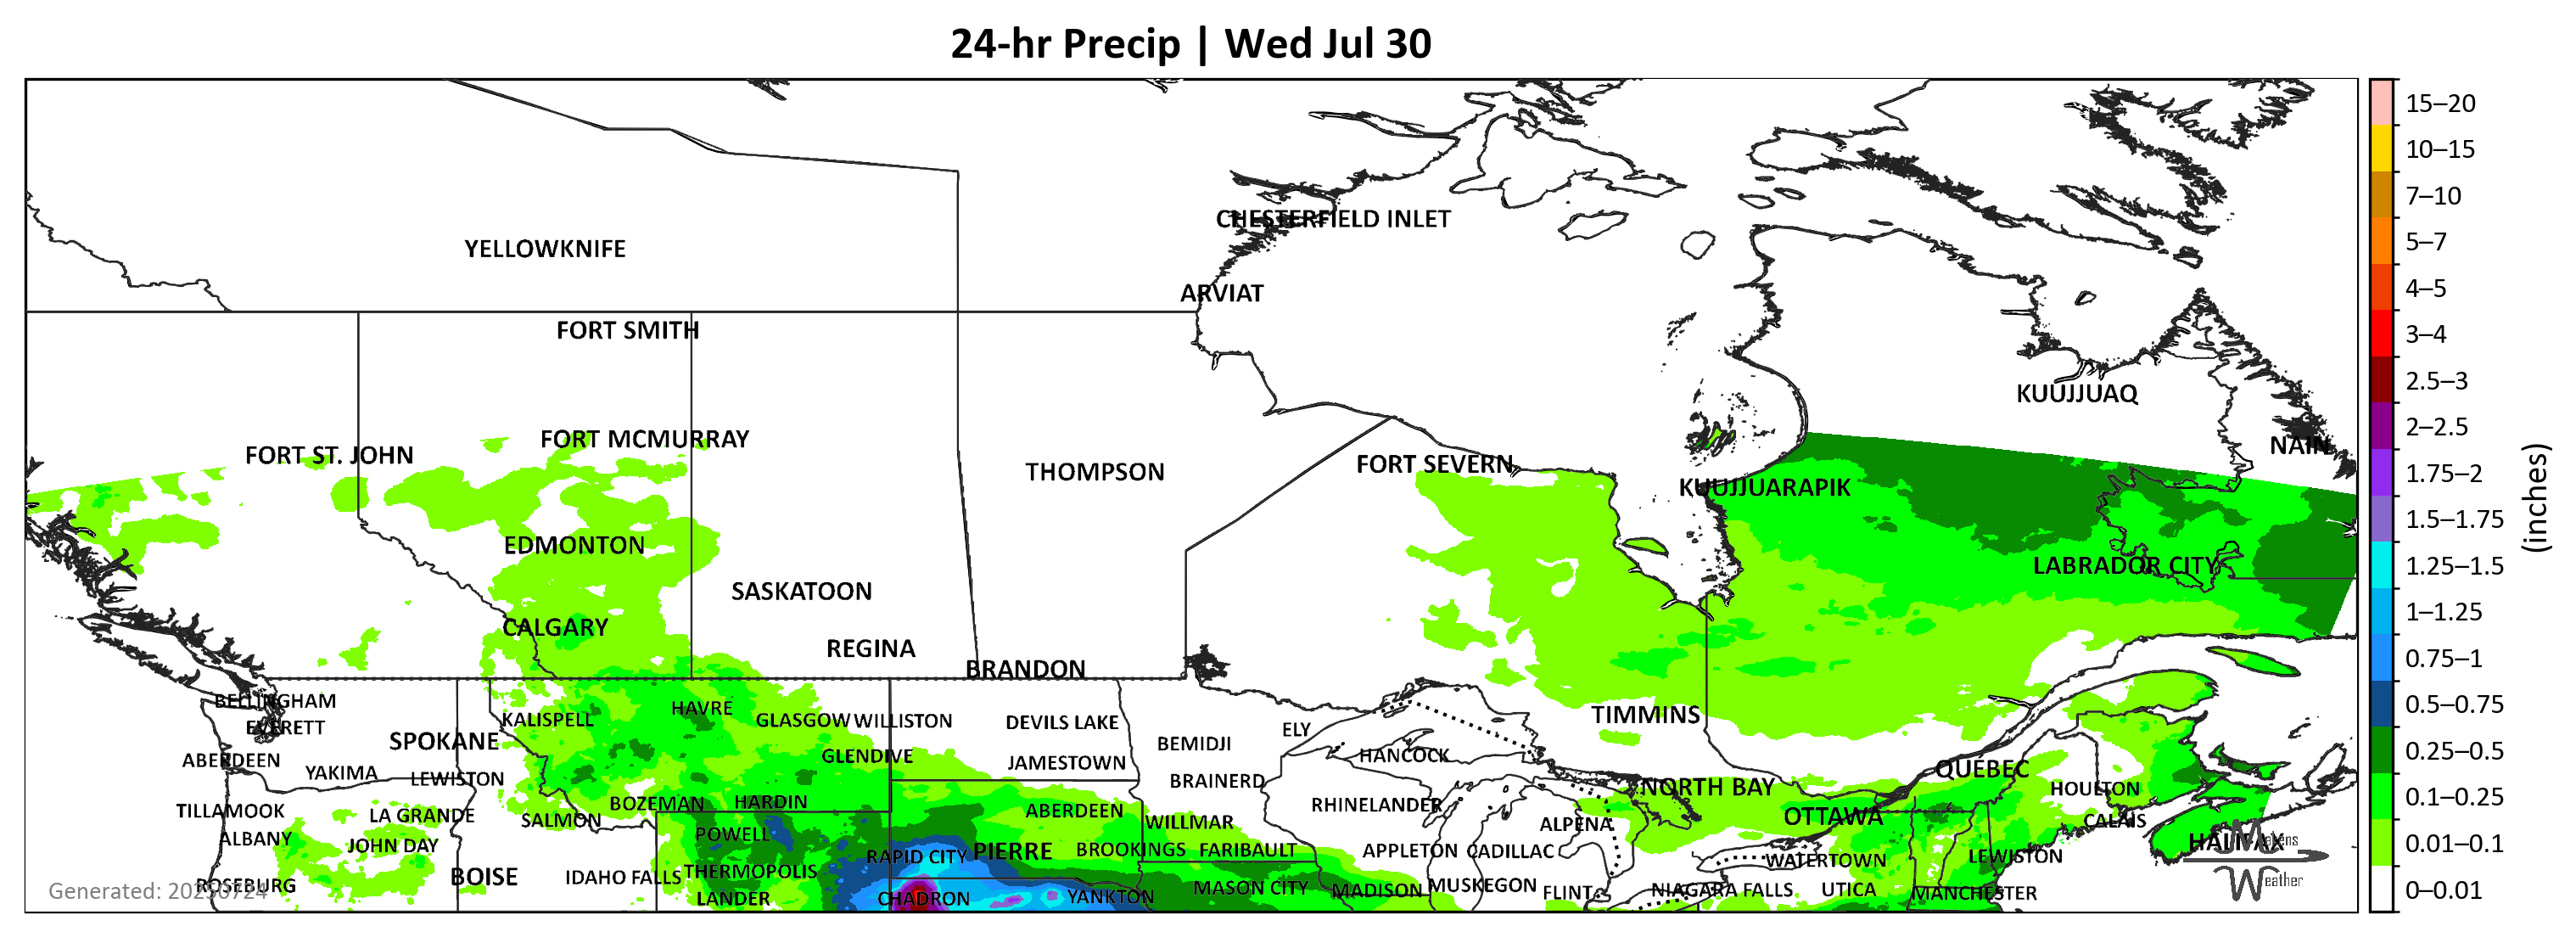 24-hr Precip | Wed Jul 30
YELLOWKNIFE
CHESTERFIELD INLET
ARVIAT
FORT SMITH
KUUJJUAQ
NAIN
FORT ST. JOHN
FORT MCMURRAY
THOMPSON
FORT SEVERN
KUUJJUARAPIK
EDMONTON
SASKATOON
LABRADOR CITY
CALGARY
REGINA
BRANDON
BELLINGHAM
EVERETT
KALISPELL
HAVRE
GLASGOW
WILLISTON
DEVILS LAKE
TIMMINS
SPOKANE
BEMIDJI
ELY
HANCOCK
ABERDEEN
GLENDIVE
JAMESTOWN
QUÉBEC
YAKIMA
LEWISTON
BRAINERD
NORTH BAY
HOULTON
TILLAMOOK
LA GRANDE
SALMON
BOZEMAN
HARDIN
ABERDEEN
WILLMAR
RHINELANDER
ALPENA
OTTAWA
CALAIS
ALBANY
JOHN DAY
POWELL
RAPID CITY
PIERRE
BROOKINGS
FARIBAULT
APPLETON
CADILLAC
WATERTOWN
LEWISTON
HALIFAX
ROSEBURG
BOISE
IDAHO FALLS
THERMOPOLIS
LANDER
CHADRON
YANKTON
MASON CITY
MADISON
MUSKEGON
FLINT
NIAGARA FALLS
UTICA
MANCHESTER
Generated: 20250724
Weather
15–20
10–15
7–10
5–7
4–5
3–4
2.5–3
2–2.5
1.75–2
1.5–1.75
1.25–1.5
1–1.25
0.75–1
0.5–0.75
0.25–0.5
0.1–0.25
0.01–0.1
0–0.01
(inches)